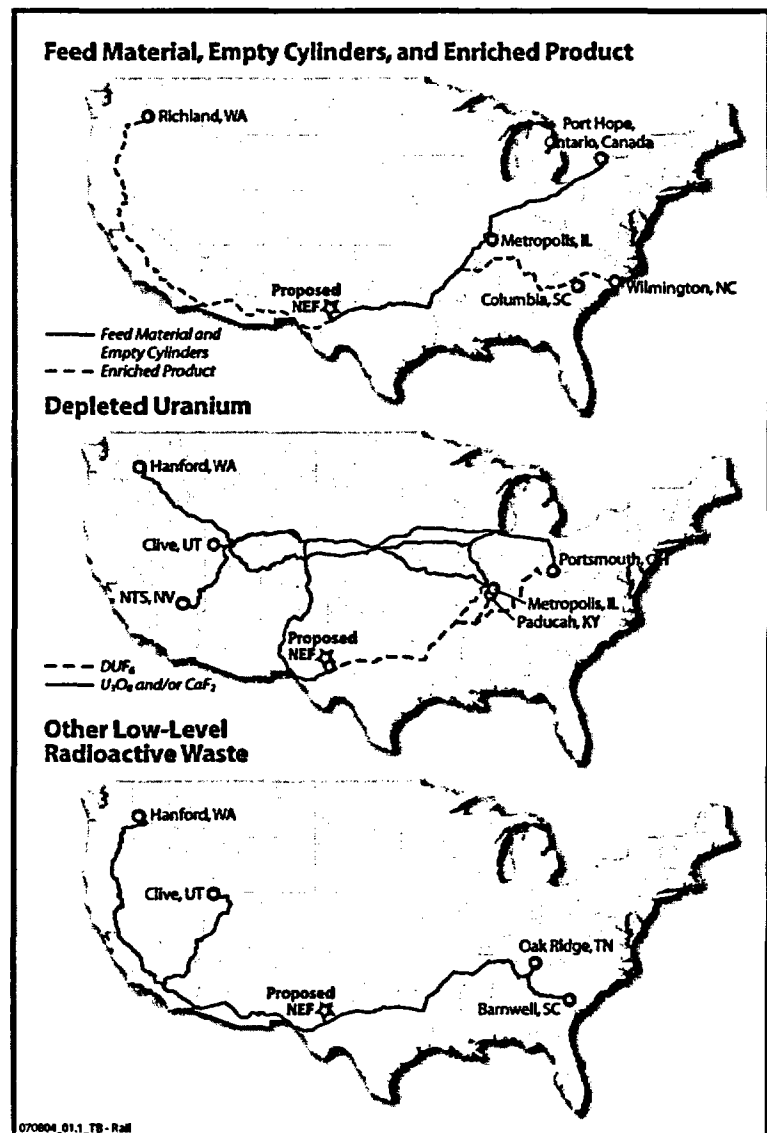 Feed Material, Empty Cylinders, and Enriched Product
Richland, WA
Port Hope,
Ontario, Canada
Metropolis, IL
Proposed
NEF
Columbia, SC
Wilmington, NC
Feed Material and
Empty Cylinders
Enriched Product
Depleted Uranium
Hanford, WA
Clive, UT
Portsmouth, OH
NTS, NV
Metropolis, IL
Paducah, KY
Proposed
NEF
DUF₆
U₃O₈ and/or CaF₂
Other Low-Level
Radioactive Waste
Hanford, WA
Clive, UT
Oak Ridge, TN
Proposed
NEF
Barnwell, SC
070804_01.1_TB - Rail